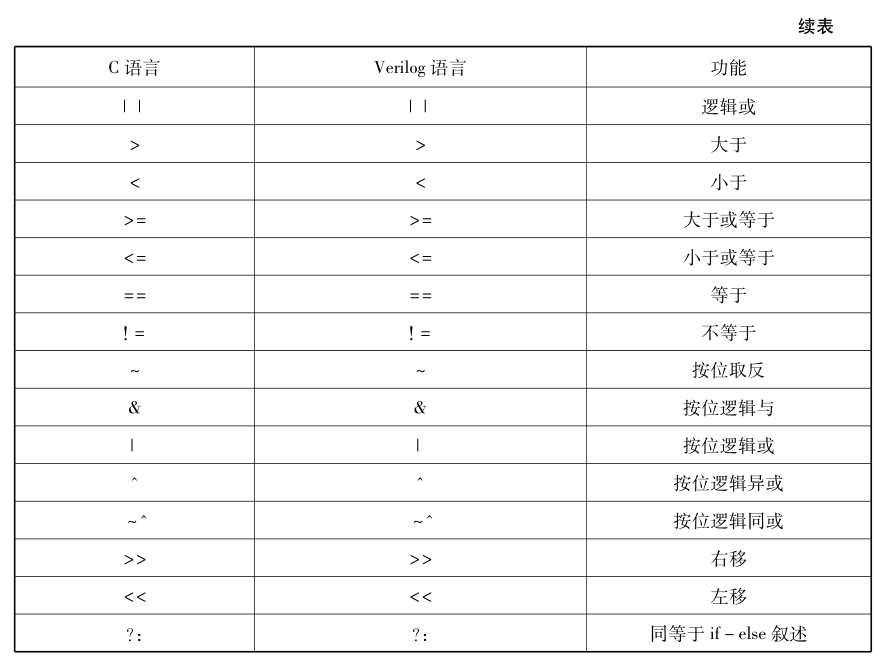 续表
C 语言 Verilog 语言 功能
| | | | 逻辑或
> > 大于
< < 小于
>= >= 大于或等于
<= <= 小于或等于
== == 等于
! = ! = 不等于
~ ~ 按位取反
& & 按位逻辑与
| | 按位逻辑或
^ ^ 按位逻辑异或
~^ ~^ 按位逻辑同或
>> >> 右移
<< << 左移
?: ?: 同等于 if – else 叙述